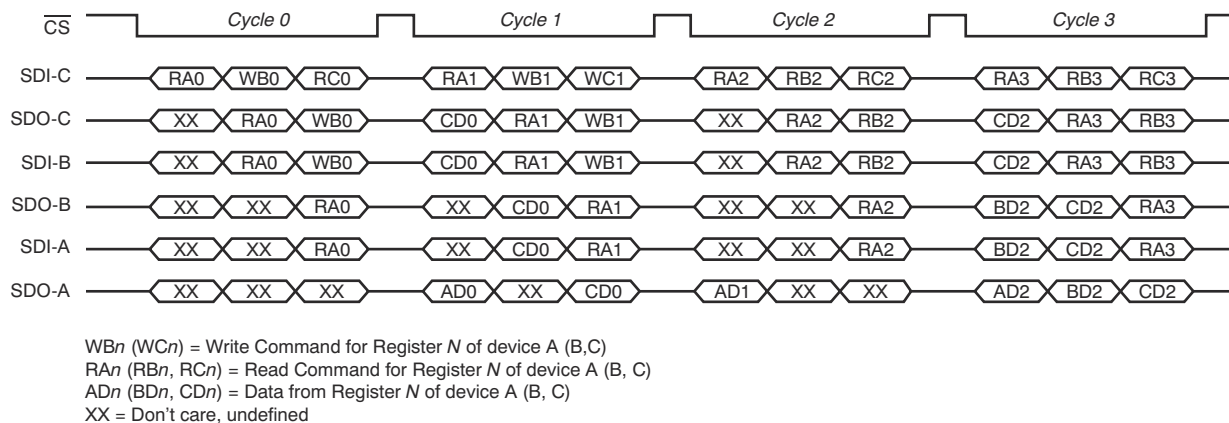 CS Cycle 0 Cycle 1 Cycle 2 Cycle 3
SDI-C RA0 WB0 RC0 RA1 WB1 WC1 RA2 RB2 RC2 RA3 RB3 RC3
SDO-C XX RA0 WB0 CD0 RA1 WB1 XX RA2 RB2 CD2 RA3 RB3
SDI-B XX RA0 WB0 CD0 RA1 WB1 XX RA2 RB2 CD2 RA3 RB3
SDO-B XX XX RA0 XX CD0 RA1 XX XX RA2 BD2 CD2 RA3
SDI-A XX XX RA0 XX CD0 RA1 XX XX RA2 BD2 CD2 RA3
SDO-A XX XX XX AD0 XX CD0 AD1 XX XX AD2 BD2 CD2
WBn (WCn) = Write Command for Register N of device A (B,C)
RAn (RBn, RCn) = Read Command for Register N of device A (B, C)
ADn (BDn, CDn) = Data from Register N of device A (B, C)
XX = Don't care, undefined